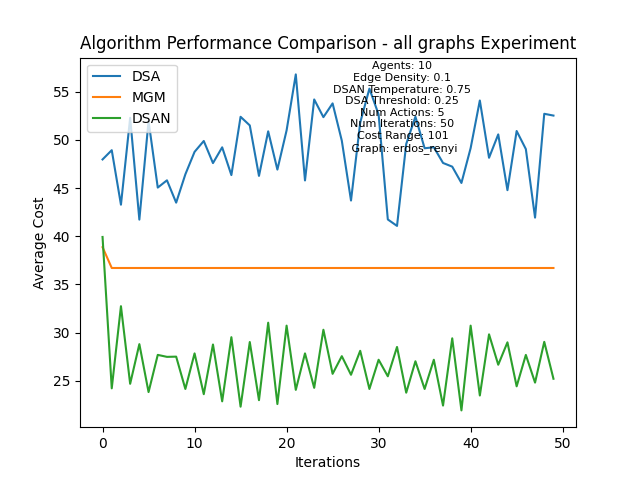 Algorithm Performance Comparison - all graphs Experiment
DSA
MGM
DSAN
Agents: 10
Edge Density: 0.1
DSAN Temperature: 0.75
DSA Threshold: 0.25
Num Actions: 5
Num Iterations: 50
Cost Range: 101
Graph: erdos_renyi
Average Cost
55
50
45
40
35
30
25
0
10
20
30
40
50
Iterations